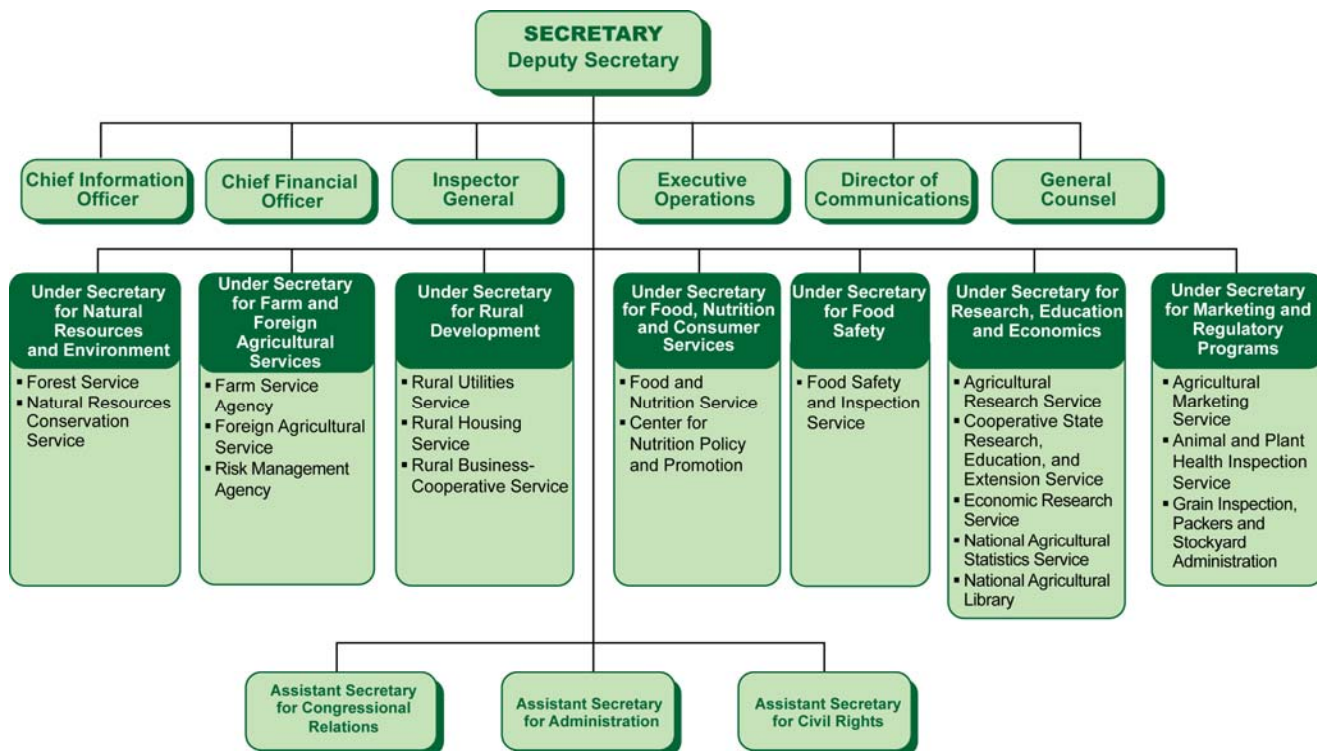 SECRETARY
Deputy Secretary
Chief Information
Officer
Chief Financial
Officer
Inspector
General
Executive
Operations
Director of
Communications
General
Counsel
Under Secretary
for Natural
Resources
and Environment
▪ Forest Service
▪ Natural Resources
Conservation
Service
Under Secretary
for Farm and
Foreign
Agricultural
Services
▪ Farm Service
Agency
▪ Foreign Agricultural
Service
▪ Risk Management
Agency
Under Secretary
for Rural
Development
▪ Rural Utilities
Service
▪ Rural Housing
Service
▪ Rural Business-
Cooperative Service
Under Secretary
for Food, Nutrition
and Consumer
Services
▪ Food and
Nutrition Service
▪ Center for
Nutrition Policy
and Promotion
Under Secretary
for Food
Safety
▪ Food Safety
and Inspection
Service
Under Secretary for
Research, Education
and Economics
▪ Agricultural
Research Service
▪ Cooperative State
Research,
Education, and
Extension Service
▪ Economic Research
Service
▪ National Agricultural
Statistics Service
▪ National Agricultural
Library
Under Secretary
for Marketing and
Regulatory
Programs
▪ Agricultural
Marketing
Service
▪ Animal and Plant
Health Inspection
Service
▪ Grain Inspection,
Packers and
Stockyard
Administration
Assistant Secretary
for Congressional
Relations
Assistant Secretary
for Administration
Assistant Secretary
for Civil Rights